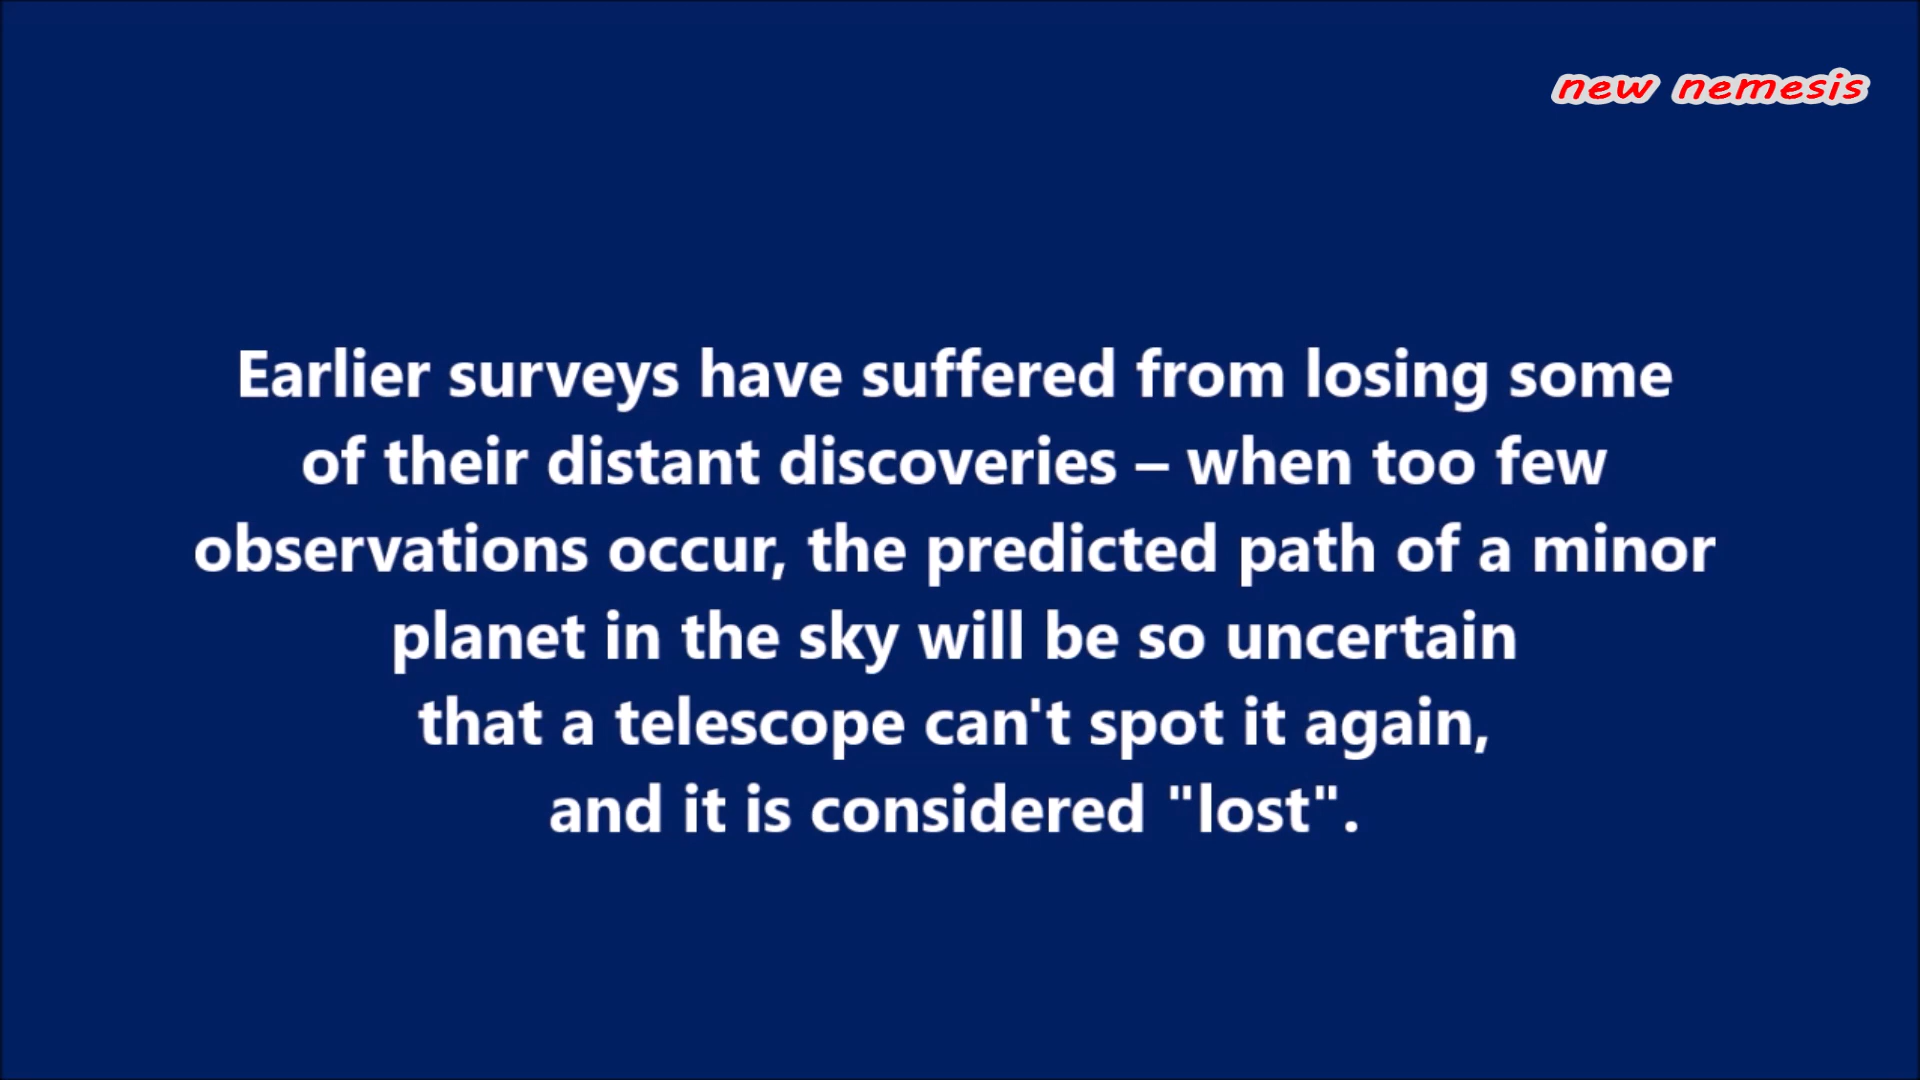 new nemesis
Earlier surveys have suffered from losing some
of their distant discoveries – when too few
observations occur, the predicted path of a minor
planet in the sky will be so uncertain
that a telescope can't spot it again,
and it is considered "lost".